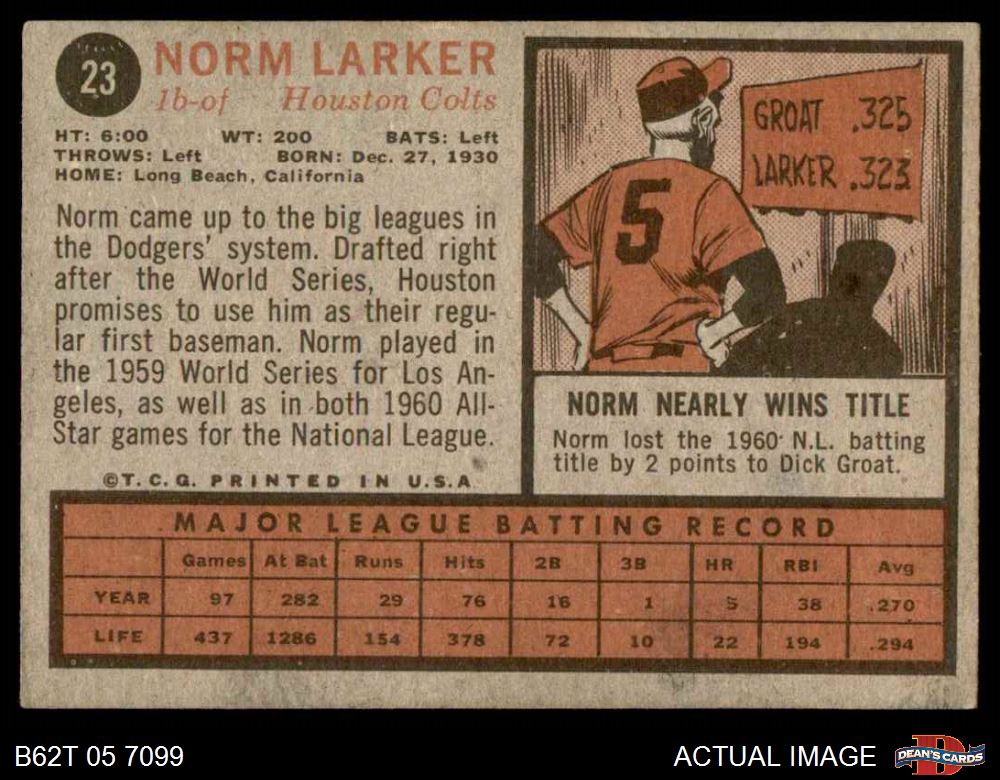 23
NORM LARKER
1b-of Houston Colts
HT: 6:00 WT: 200 BATS: Left
THROWS: Left BORN: Dec. 27, 1930
HOME: Long Beach, California
Norm came up to the big leagues in
the Dodgers' system. Drafted right
after the World Series, Houston
promises to use him as their regu-
lar first baseman. Norm played in
the 1959 World Series for Los An-
geles, as well as in both 1960 All-
Star games for the National League.
©T.C.G. PRINTED IN U.S.A
GROAT .325
LARKER .323
5
NORM NEARLY WINS TITLE
Norm lost the 1960 N.L. batting
title by 2 points to Dick Groat.
MAJOR LEAGUE BATTING RECORD
Games At Bat Runs Hits 2B 3B HR RBI Avg
YEAR 97 282 29 76 16 1 5 38 .270
LIFE 437 1286 154 378 72 10 22 194 .294
B62T 05 7099
ACTUAL IMAGE
DEAN'S CARDS